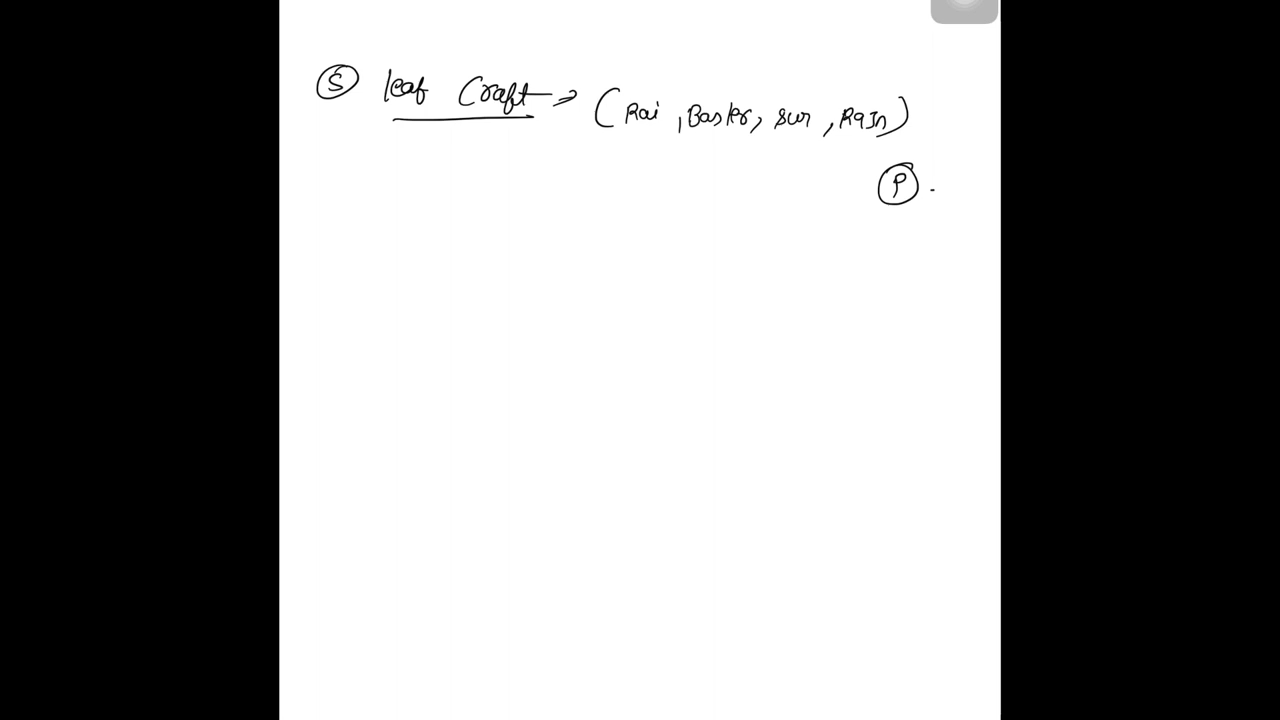 Ⓢ leaf Craft → (Rai, Basker, sur, RaIn)
Ⓟ.